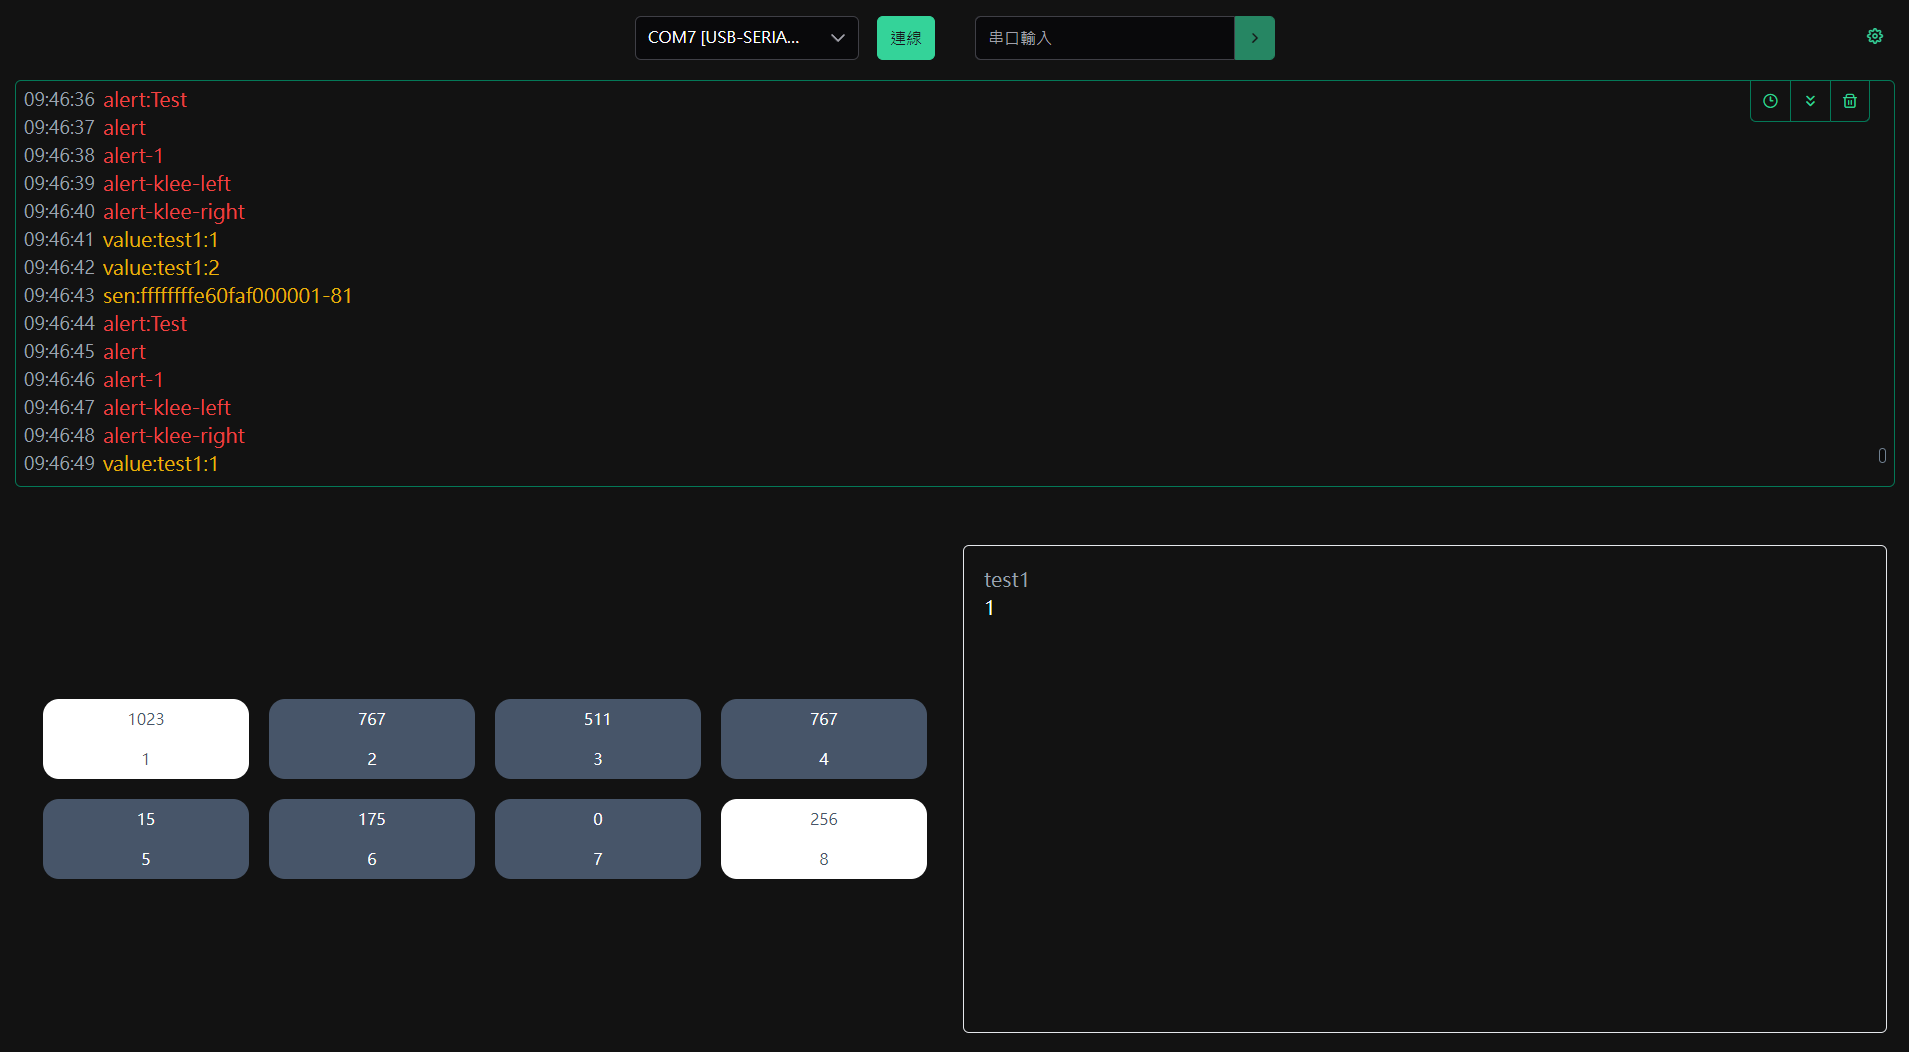 COM7 [USB-SERIA...
連線
串口輸入
09:46:36 alert:Test
09:46:37 alert
09:46:38 alert-1
09:46:39 alert-klee-left
09:46:40 alert-klee-right
09:46:41 value:test1:1
09:46:42 value:test1:2
09:46:43 sen:ffffffffe60faf000001-81
09:46:44 alert:Test
09:46:45 alert
09:46:46 alert-1
09:46:47 alert-klee-left
09:46:48 alert-klee-right
09:46:49 value:test1:1
1023
1
767
2
511
3
767
4
15
5
175
6
0
7
256
8
test1
1